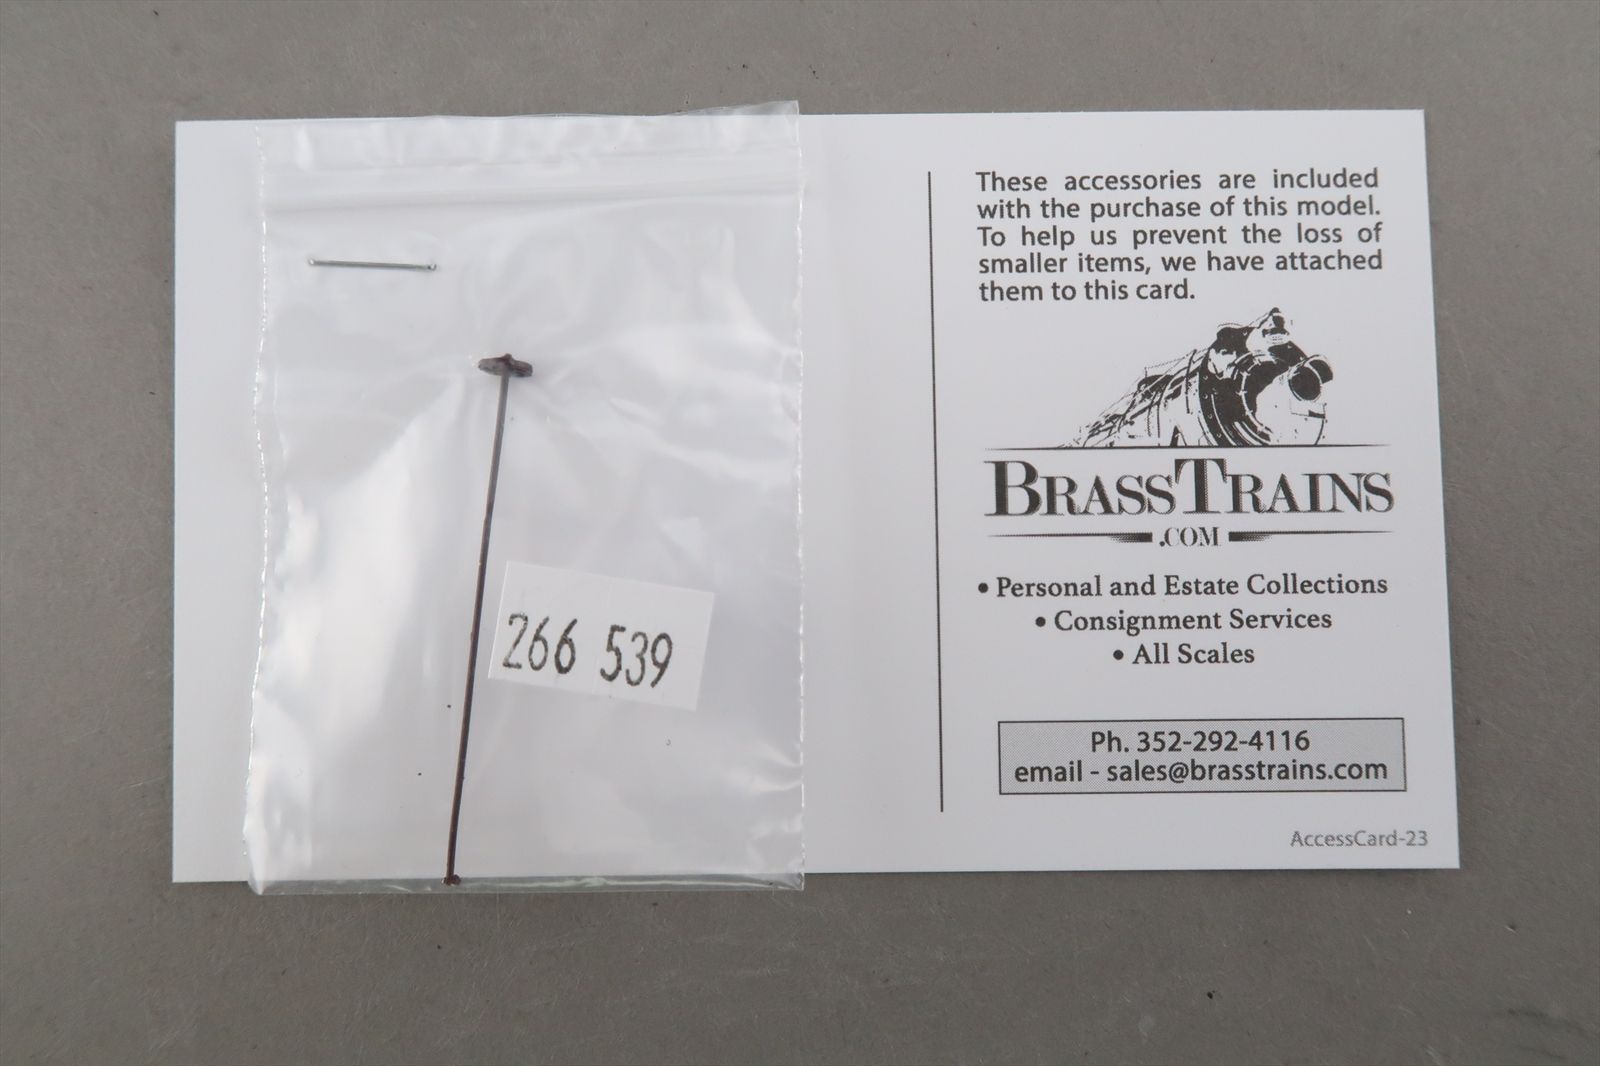 266 539
These accessories are included
with the purchase of this model.
To help us prevent the loss of
smaller items, we have attached
them to this card.
BRASSTRAINS
.COM
• Personal and Estate Collections
• Consignment Services
• All Scales
Ph. 352-292-4116
email - sales@brasstrains.com
AccessCard-23